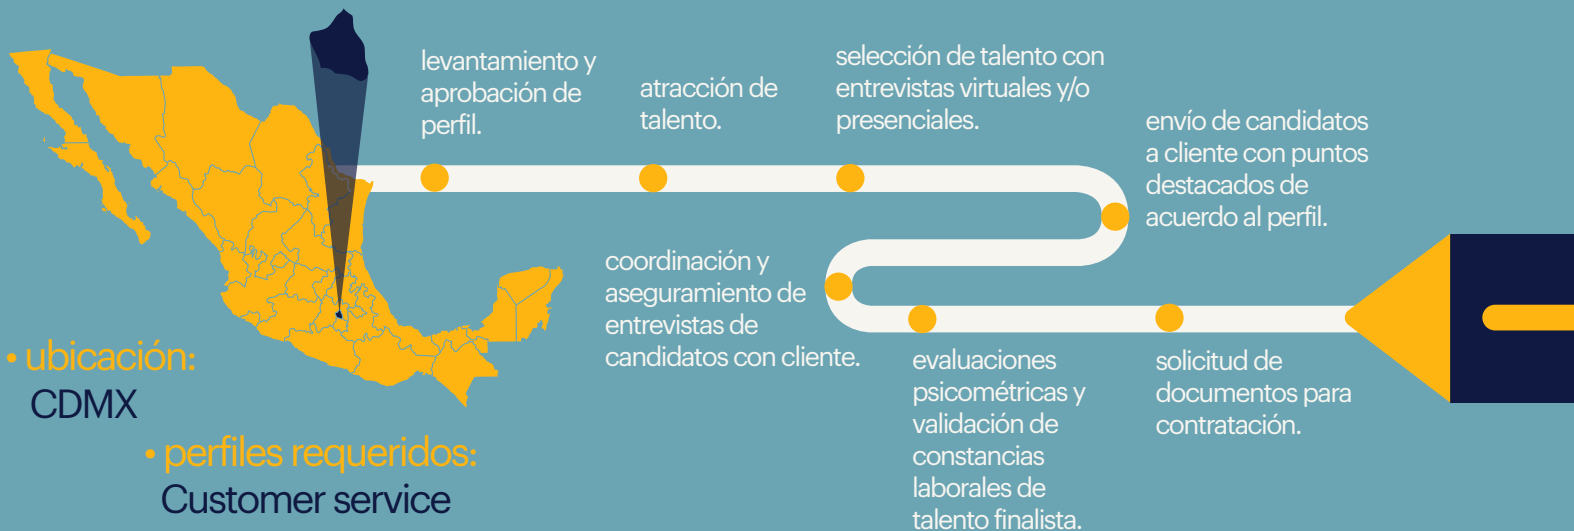 levantamiento y
aprobación de
perfil.
atracción de
talento.
selección de talento con
entrevistas virtuales y/o
presenciales.
envío de candidatos
a cliente con puntos
destacados de
acuerdo al perfil.
coordinación y
aseguramiento de
entrevistas de
candidatos con cliente.
evaluaciones
psicométricas y
validación de
constancias
laborales de
talento finalista.
solicitud de
documentos para
contratación.
• ubicación:
CDMX
• perfiles requeridos:
Customer service